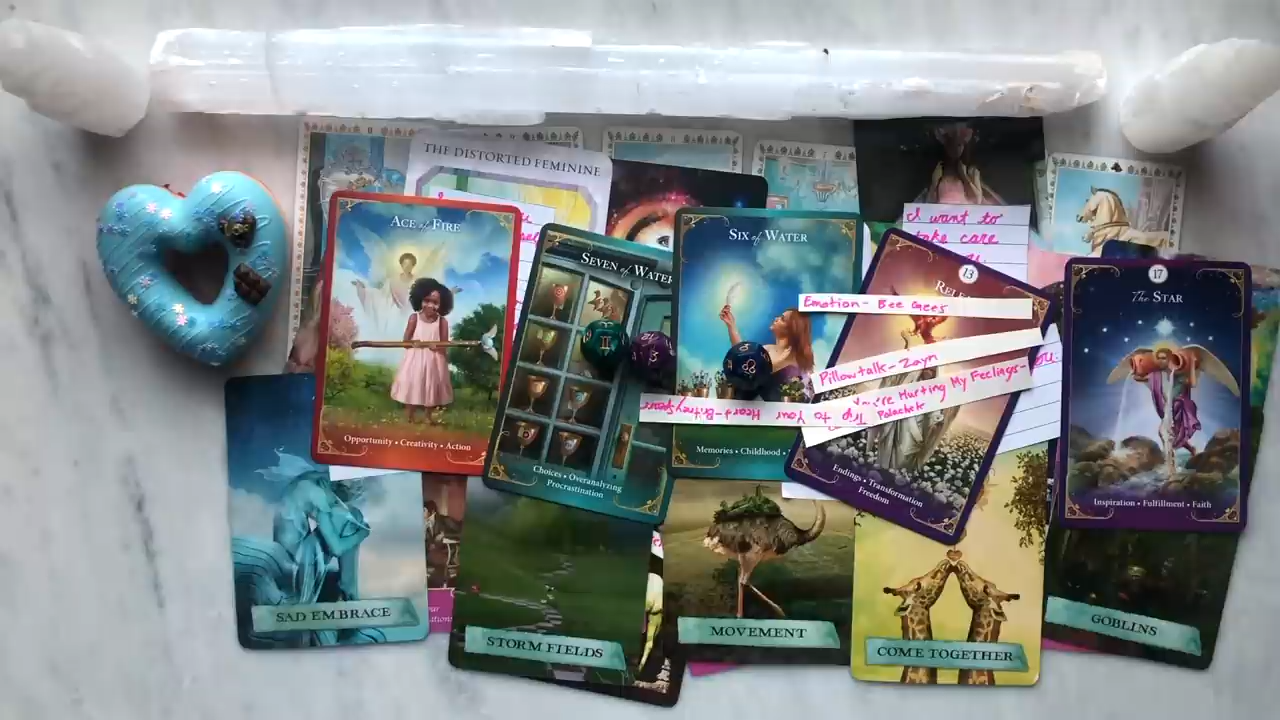 THE DISTORTED FEMININE
I want to
take care
you.
ACE of FIRE
Opportunity • Creativity • Action
SEVEN of WATER
Choices • Overanalyzing
Procrastination
SIX of WATER
Memories • Childhood •
13
Endings • Transformation
Freedom
17
The STAR
Inspiration • Fulfillment • Faith
Emotion - Bee Gees
Pillowtalk - Zayn
You're Hurting My Feelings -
Polachek
Trip to Your Heart - Britney Spears
SAD EMBRACE
STORM FIELDS
MOVEMENT
COME TOGETHER
GOBLINS